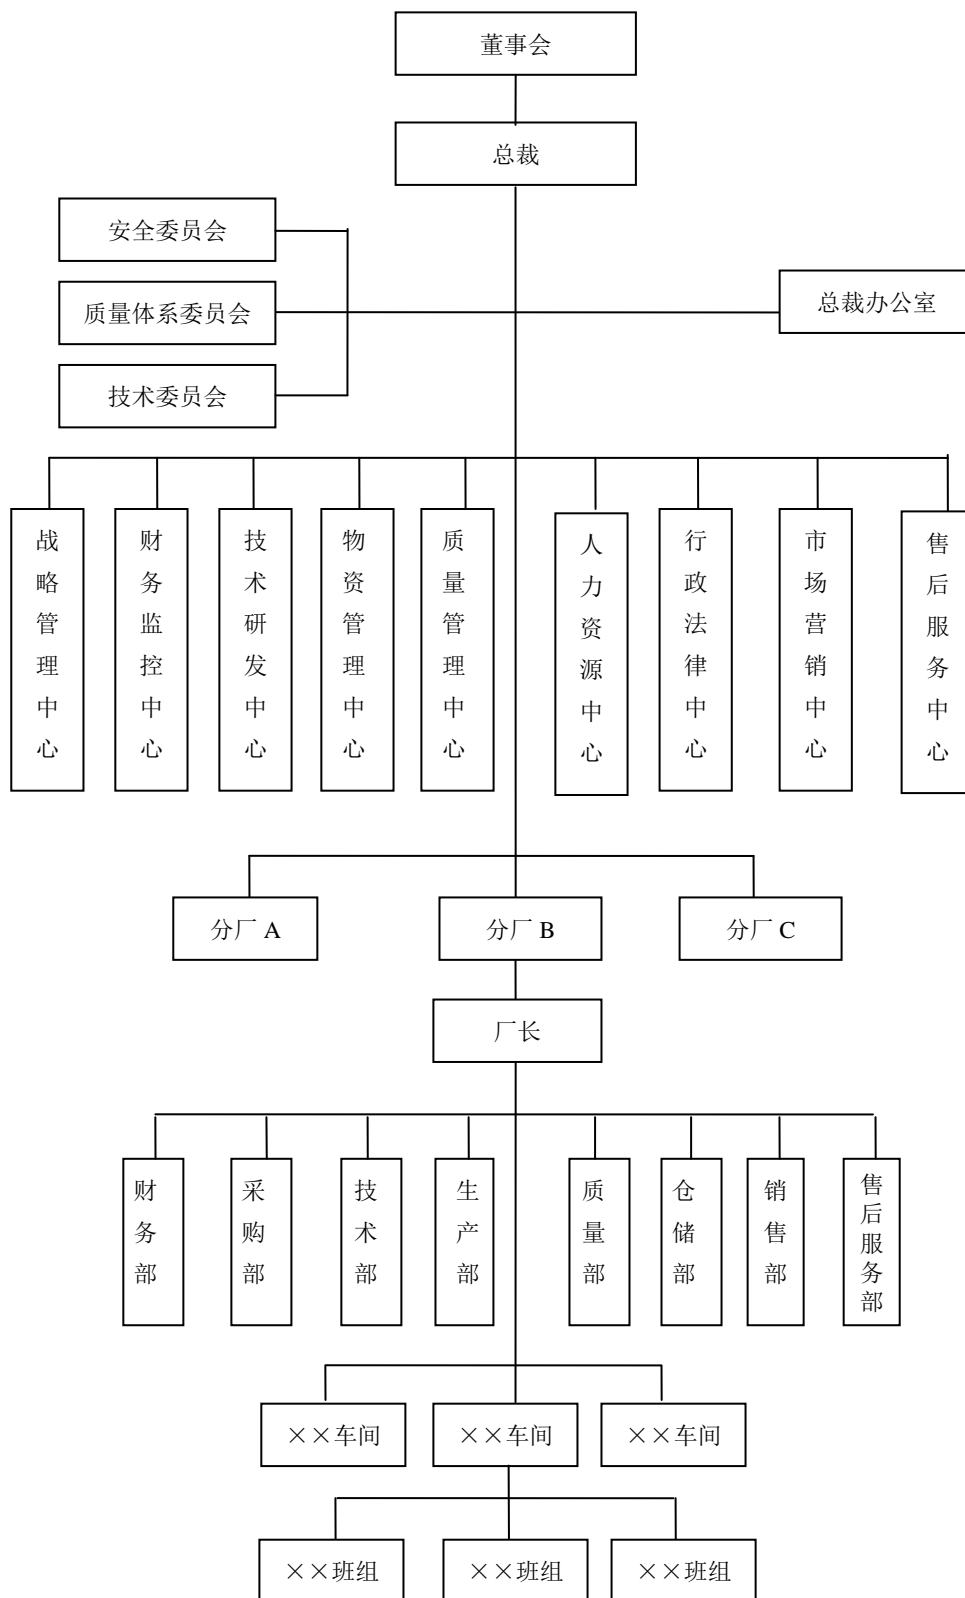 董事会
总裁
安全委员会
质量体系委员会
总裁办公室
技术委员会
战略管理中心
财务监控中心
技术研发中心
物资管理中心
质量管理中心
人力资源中心
行政法律中心
市场营销中心
售后服务中心
分厂 A
分厂 B
分厂 C
厂长
财务部
采购部
技术部
生产部
质量部
仓储部
销售部
售后服务部
××车间
××车间
××车间
××班组
××班组
××班组